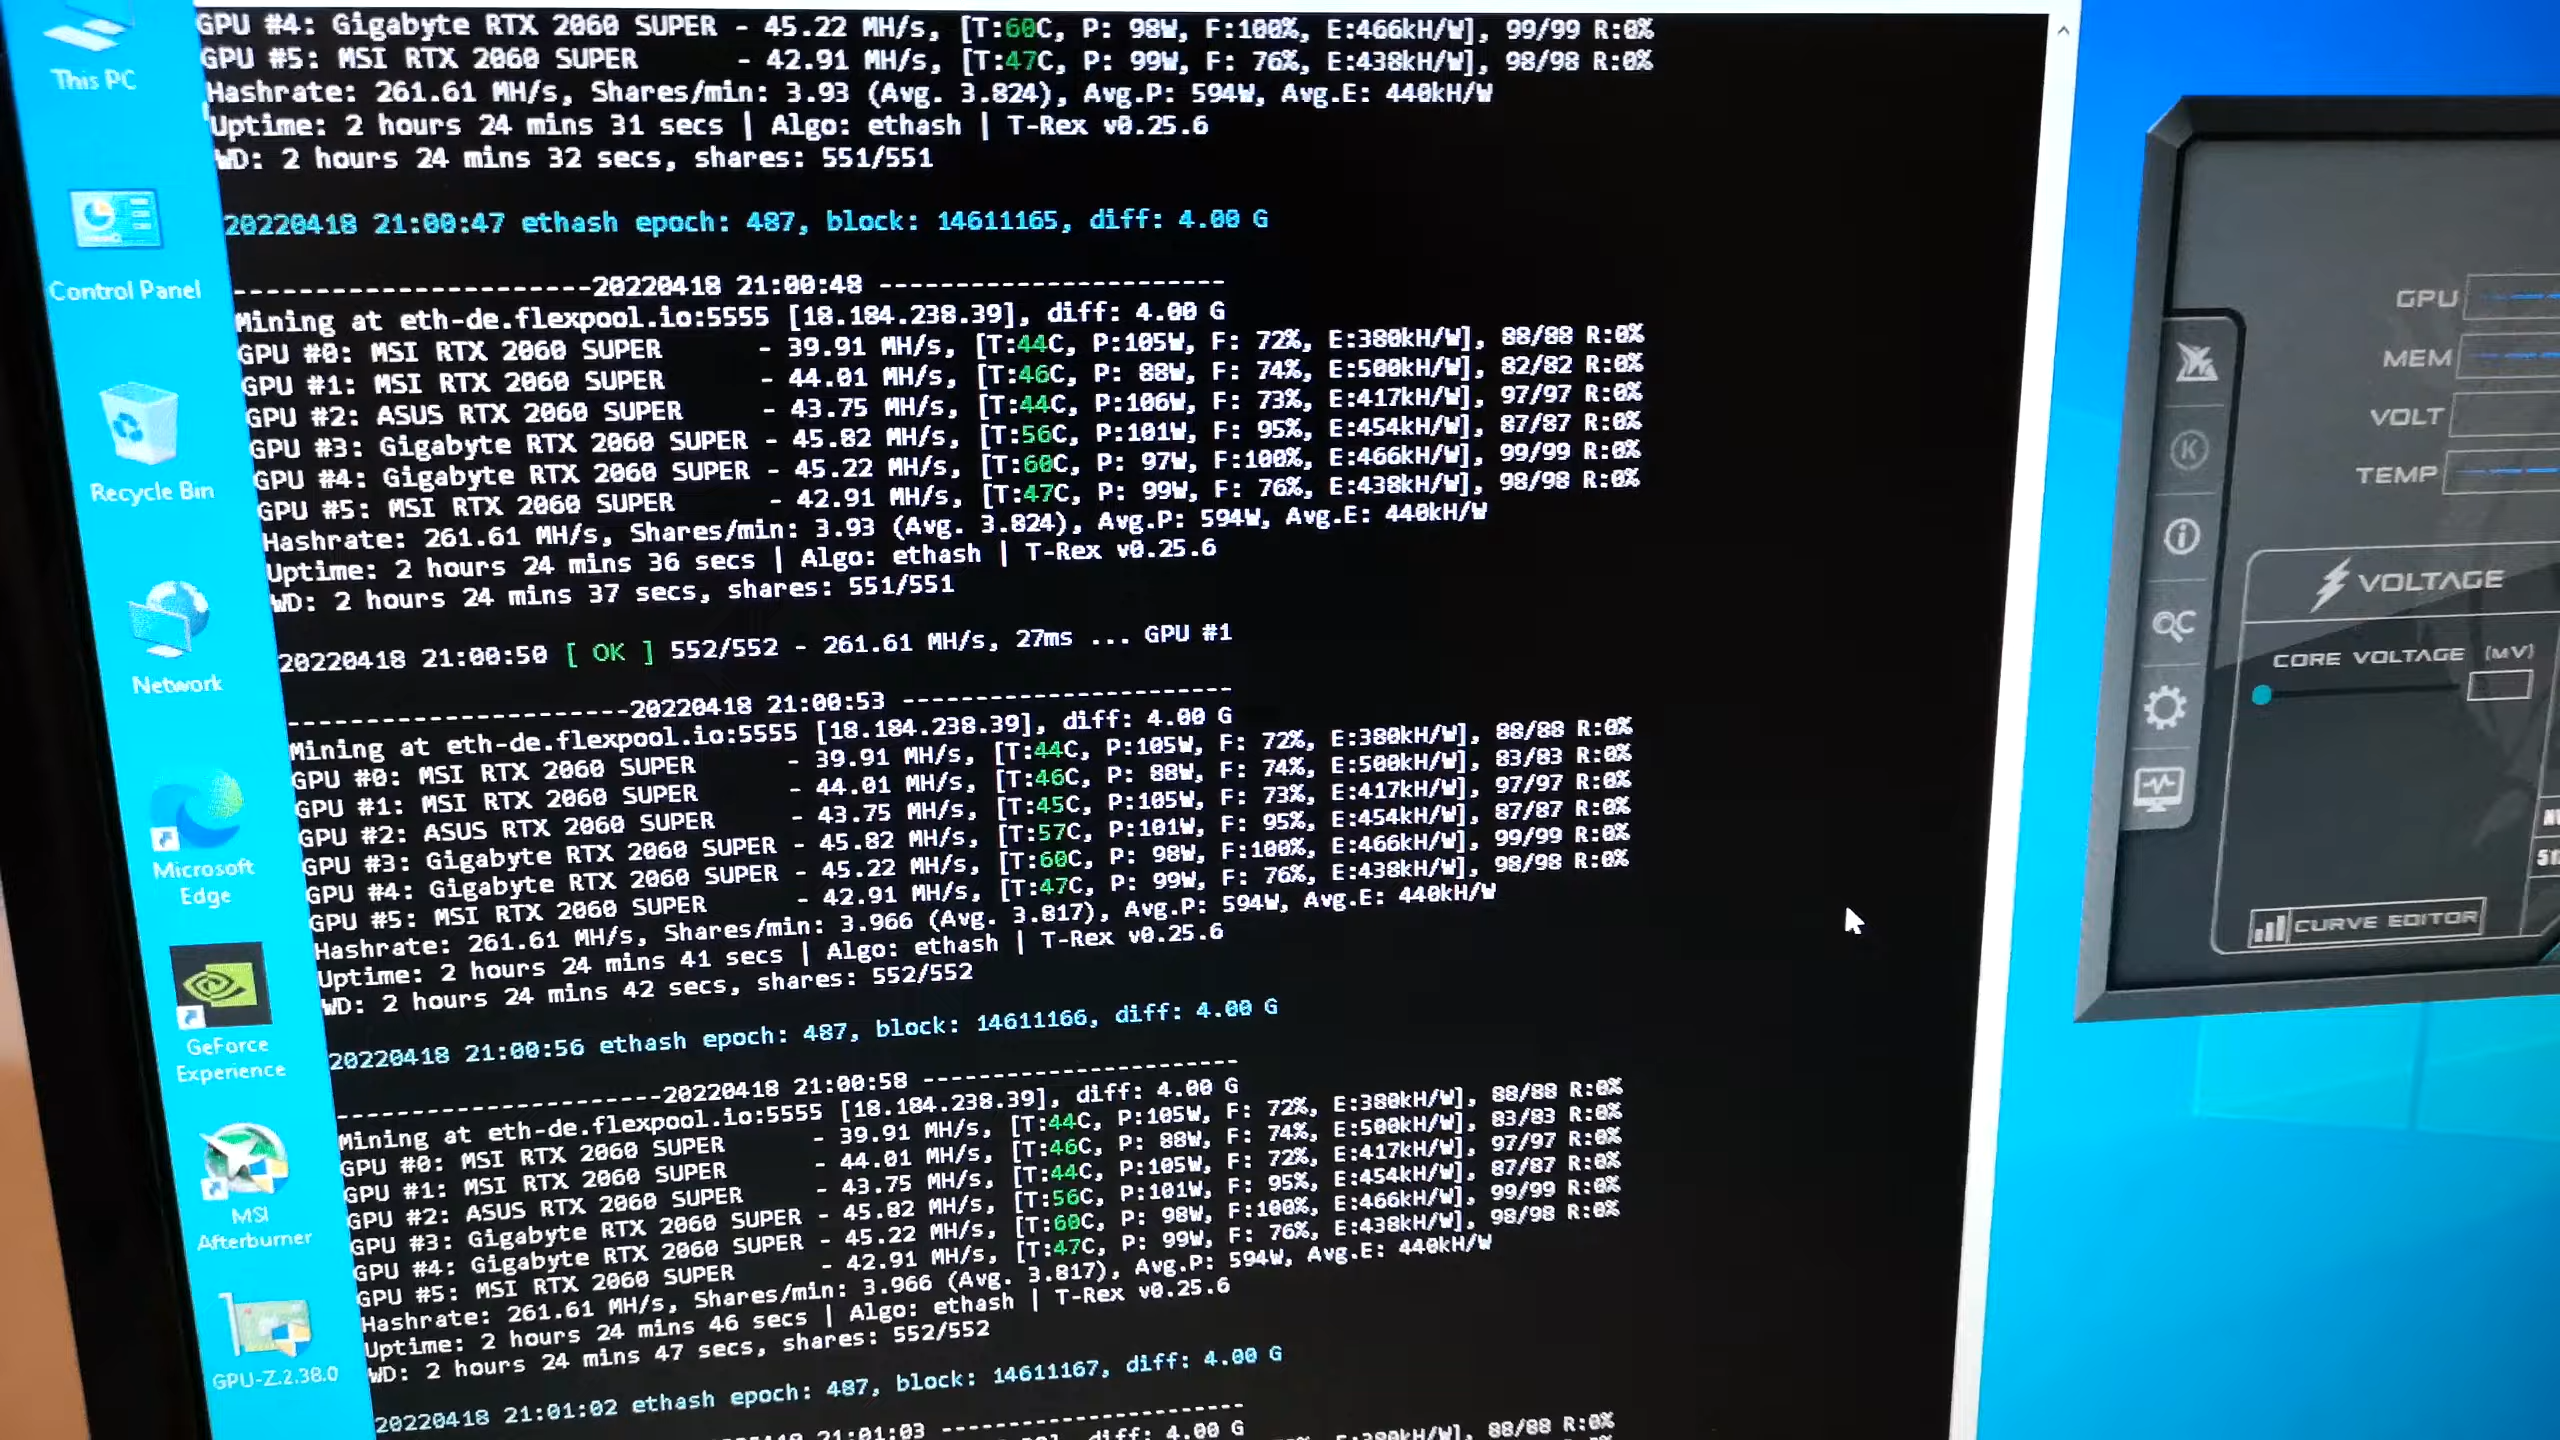 This PC
Control Panel
Recycle Bin
Network
Microsoft
Edge
GeForce
Experience
MSI
Afterburner
GPU-Z.2.38.0
GPU #4: Gigabyte RTX 2060 SUPER - 45.22 MH/s, [T:60C, P: 98W, F:100%, E:466kH/W], 99/99 R:0%
GPU #5: MSI RTX 2060 SUPER - 42.91 MH/s, [T:47C, P: 99W, F: 76%, E:438kH/W], 98/98 R:0%
Hashrate: 261.61 MH/s, Shares/min: 3.93 (Avg. 3.824), Avg.P: 594W, Avg.E: 440kH/W
Uptime: 2 hours 24 mins 31 secs | Algo: ethash | T-Rex v0.25.6
WD: 2 hours 24 mins 32 secs, shares: 551/551
20220418 21:00:47 ethash epoch: 487, block: 14611165, diff: 4.00 G
------------------------20220418 21:00:48 -----------------------
Mining at eth-de.flexpool.io:5555 [18.184.238.39], diff: 4.00 G
GPU #0: MSI RTX 2060 SUPER - 39.91 MH/s, [T:44C, P:105W, F: 72%, E:380kH/W], 88/88 R:0%
GPU #1: MSI RTX 2060 SUPER - 44.01 MH/s, [T:46C, P: 88W, F: 74%, E:500kH/W], 82/82 R:0%
GPU #2: ASUS RTX 2060 SUPER - 43.75 MH/s, [T:44C, P:106W, F: 73%, E:417kH/W], 97/97 R:0%
GPU #3: Gigabyte RTX 2060 SUPER - 45.82 MH/s, [T:56C, P:101W, F: 95%, E:454kH/W], 87/87 R:0%
GPU #4: Gigabyte RTX 2060 SUPER - 45.22 MH/s, [T:60C, P: 97W, F:100%, E:466kH/W], 99/99 R:0%
GPU #5: MSI RTX 2060 SUPER - 42.91 MH/s, [T:47C, P: 99W, F: 76%, E:438kH/W], 98/98 R:0%
Hashrate: 261.61 MH/s, Shares/min: 3.93 (Avg. 3.824), Avg.P: 594W, Avg.E: 440kH/W
Uptime: 2 hours 24 mins 36 secs | Algo: ethash | T-Rex v0.25.6
WD: 2 hours 24 mins 37 secs, shares: 551/551
20220418 21:00:50 [ OK ] 552/552 - 261.61 MH/s, 27ms ... GPU #1
------------------------20220418 21:00:53 -----------------------
Mining at eth-de.flexpool.io:5555 [18.184.238.39], diff: 4.00 G
GPU #0: MSI RTX 2060 SUPER - 39.91 MH/s, [T:44C, P:105W, F: 72%, E:380kH/W], 88/88 R:0%
GPU #1: MSI RTX 2060 SUPER - 44.01 MH/s, [T:46C, P: 88W, F: 74%, E:500kH/W], 83/83 R:0%
GPU #2: ASUS RTX 2060 SUPER - 43.75 MH/s, [T:45C, P:105W, F: 73%, E:417kH/W], 97/97 R:0%
GPU #3: Gigabyte RTX 2060 SUPER - 45.82 MH/s, [T:57C, P:101W, F: 95%, E:454kH/W], 87/87 R:0%
GPU #4: Gigabyte RTX 2060 SUPER - 45.22 MH/s, [T:60C, P: 98W, F:100%, E:466kH/W], 99/99 R:0%
GPU #5: MSI RTX 2060 SUPER - 42.91 MH/s, [T:47C, P: 99W, F: 76%, E:438kH/W], 98/98 R:0%
Hashrate: 261.61 MH/s, Shares/min: 3.966 (Avg. 3.817), Avg.P: 594W, Avg.E: 440kH/W
Uptime: 2 hours 24 mins 41 secs | Algo: ethash | T-Rex v0.25.6
WD: 2 hours 24 mins 42 secs, shares: 552/552
20220418 21:00:56 ethash epoch: 487, block: 14611166, diff: 4.00 G
------------------------20220418 21:00:58 -----------------------
Mining at eth-de.flexpool.io:5555 [18.184.238.39], diff: 4.00 G
GPU #0: MSI RTX 2060 SUPER - 39.91 MH/s, [T:44C, P:105W, F: 72%, E:380kH/W], 88/88 R:0%
GPU #1: MSI RTX 2060 SUPER - 44.01 MH/s, [T:46C, P: 88W, F: 74%, E:500kH/W], 83/83 R:0%
GPU #2: ASUS RTX 2060 SUPER - 43.75 MH/s, [T:44C, P:105W, F: 72%, E:417kH/W], 97/97 R:0%
GPU #3: Gigabyte RTX 2060 SUPER - 45.82 MH/s, [T:56C, P:101W, F: 95%, E:454kH/W], 87/87 R:0%
GPU #4: Gigabyte RTX 2060 SUPER - 45.22 MH/s, [T:60C, P: 98W, F:100%, E:466kH/W], 99/99 R:0%
GPU #5: MSI RTX 2060 SUPER - 42.91 MH/s, [T:47C, P: 99W, F: 76%, E:438kH/W], 98/98 R:0%
Hashrate: 261.61 MH/s, Shares/min: 3.966 (Avg. 3.817), Avg.P: 594W, Avg.E: 440kH/W
Uptime: 2 hours 24 mins 46 secs | Algo: ethash | T-Rex v0.25.6
WD: 2 hours 24 mins 47 secs, shares: 552/552
20220418 21:01:02 ethash epoch: 487, block: 14611167, diff: 4.00 G
21:01:03 -----------------------
diff: 4.00 G
E:380kH/W], 88/88 R:0%
GPU
MEM
VOLT
TEMP
K
OC
VOLTAGE
CORE VOLTAGE (MV)
CURVE EDITOR